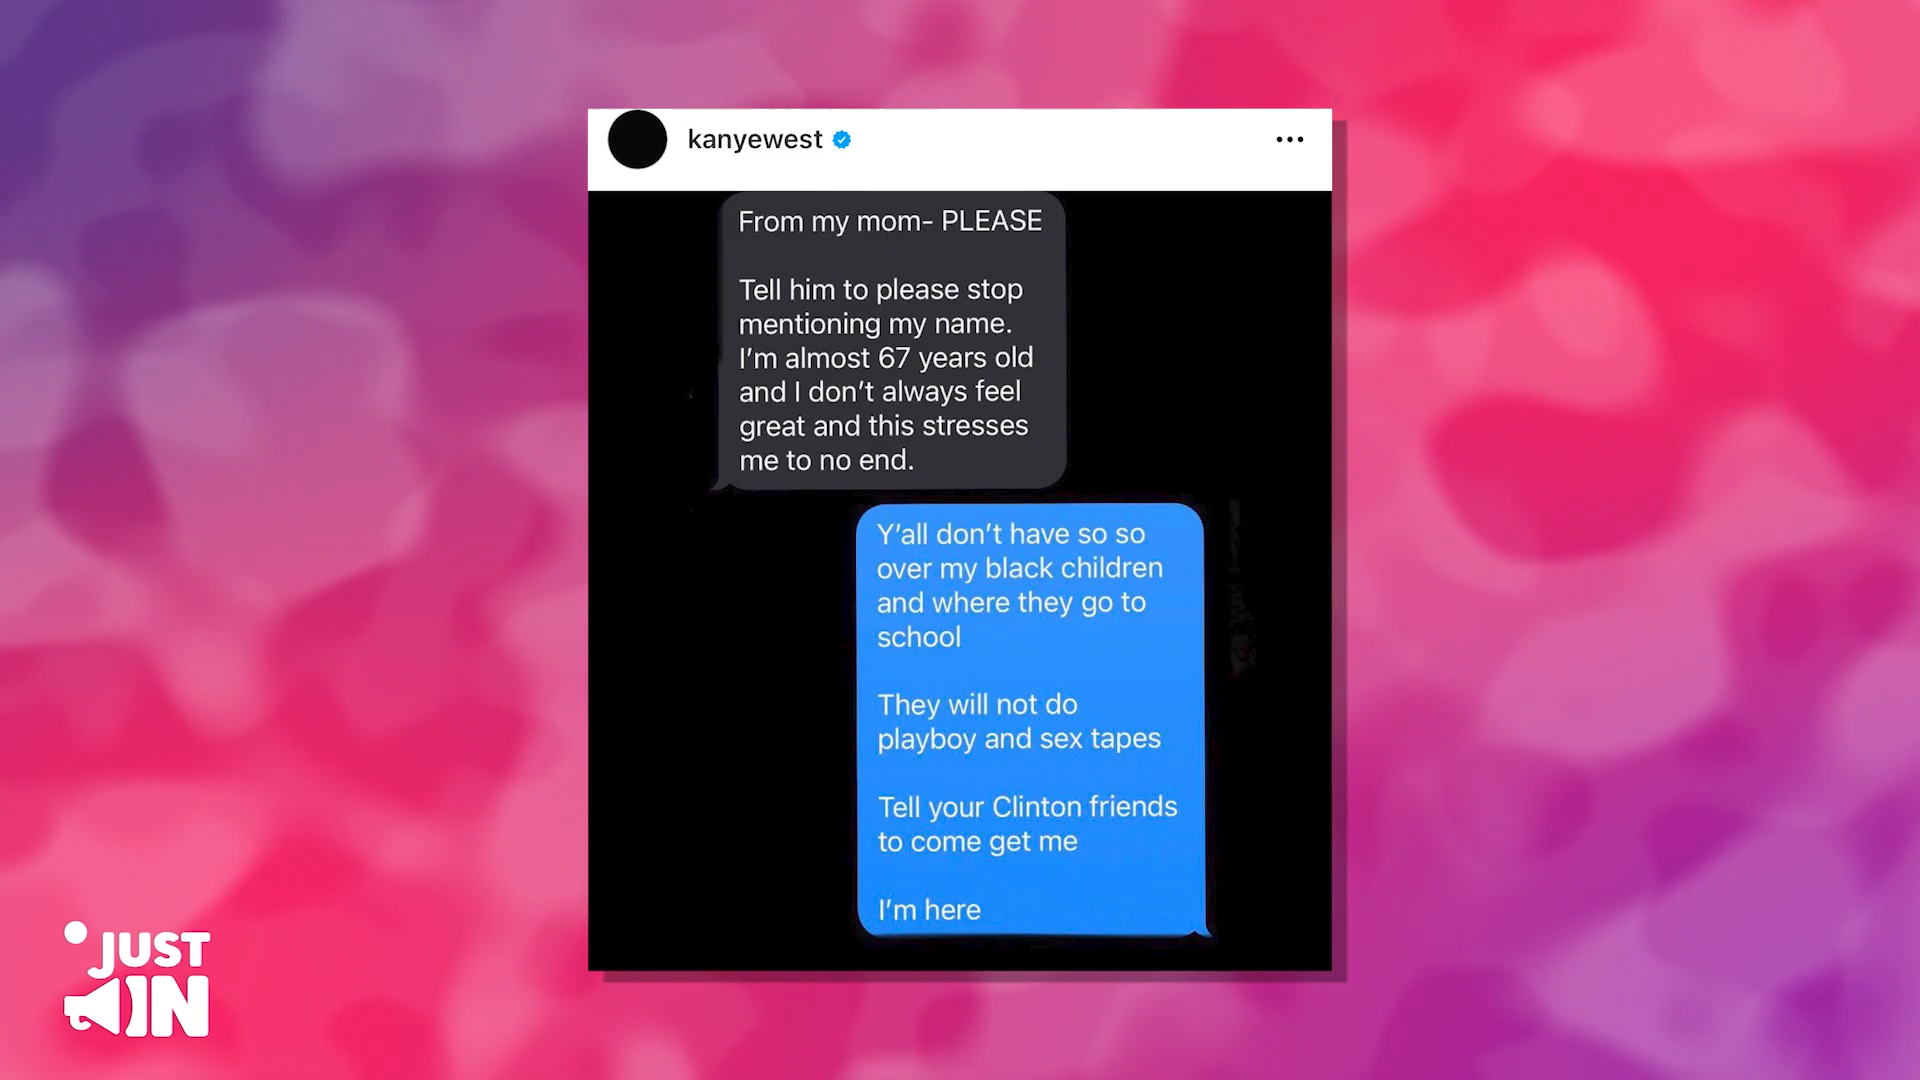 kanyewest
From my mom- PLEASE
Tell him to please stop
mentioning my name.
I'm almost 67 years old
and I don't always feel
great and this stresses
me to no end.
Y'all don't have so so
over my black children
and where they go to
school
They will not do
playboy and sex tapes
Tell your Clinton friends
to come get me
I'm here
JUST
IN